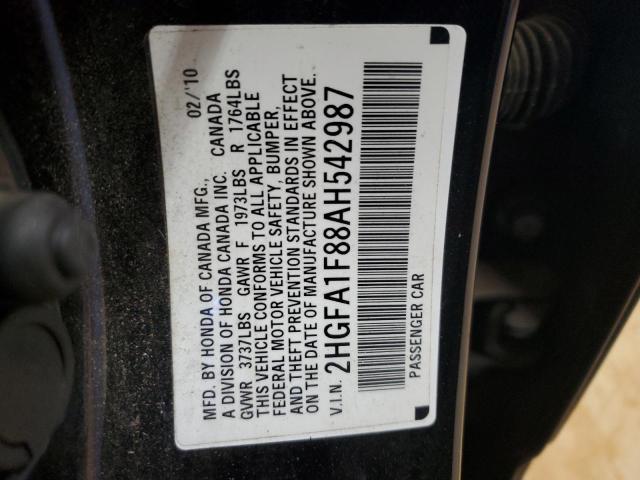 MFD. BY HONDA OF CANADA MFG., 02/'10
A DIVISION OF HONDA CANADA INC. CANADA
GVWR 3737LBS GAWR F 1973LBS R 1764LBS
THIS VEHICLE CONFORMS TO ALL APPLICABLE
FEDERAL MOTOR VEHICLE SAFETY, BUMPER,
AND THEFT PREVENTION STANDARDS IN EFFECT
ON THE DATE OF MANUFACTURE SHOWN ABOVE.
V.I.N. 2HGFA1F88AH542987
PASSENGER CAR